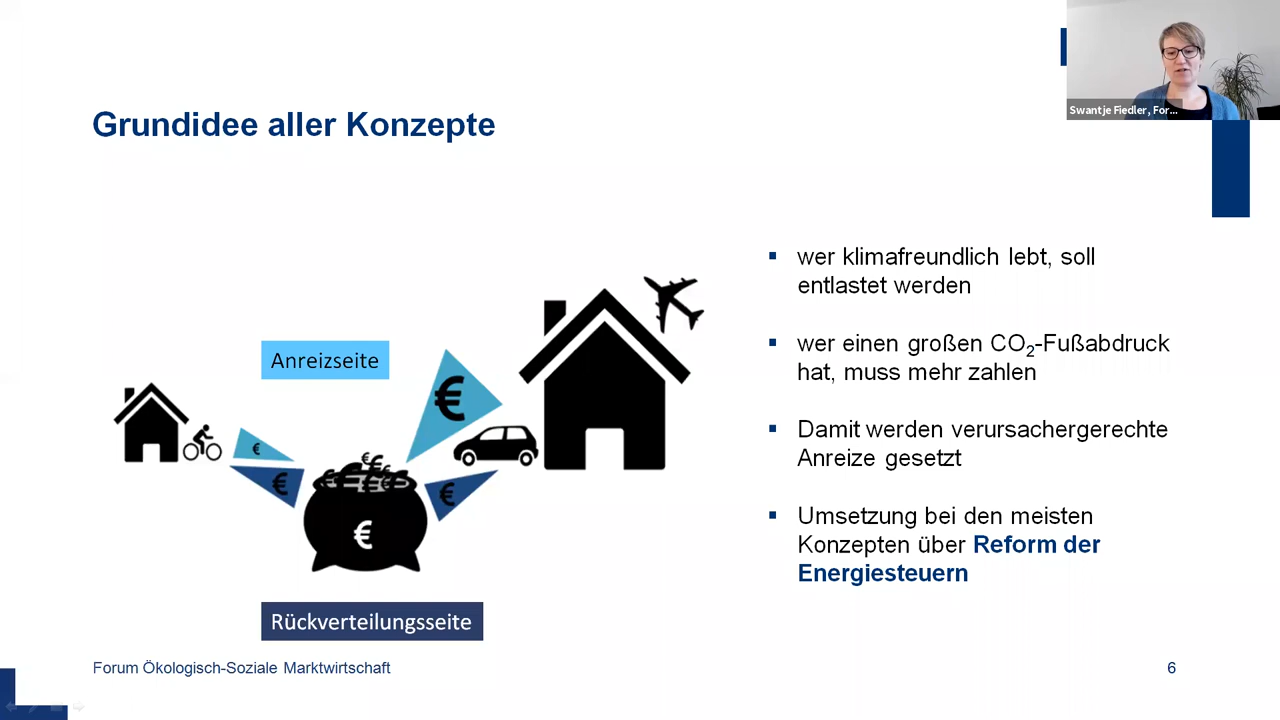 Swantje Fiedler, For...
Grundidee aller Konzepte
Anreizseite
€
€
€
€
€
Rückverteilungsseite
wer klimafreundlich lebt, soll
entlastet werden
wer einen großen CO₂-Fußabdruck
hat, muss mehr zahlen
Damit werden verursachergerechte
Anreize gesetzt
Umsetzung bei den meisten
Konzepten über Reform der
Energiesteuern
Forum Ökologisch-Soziale Marktwirtschaft
6